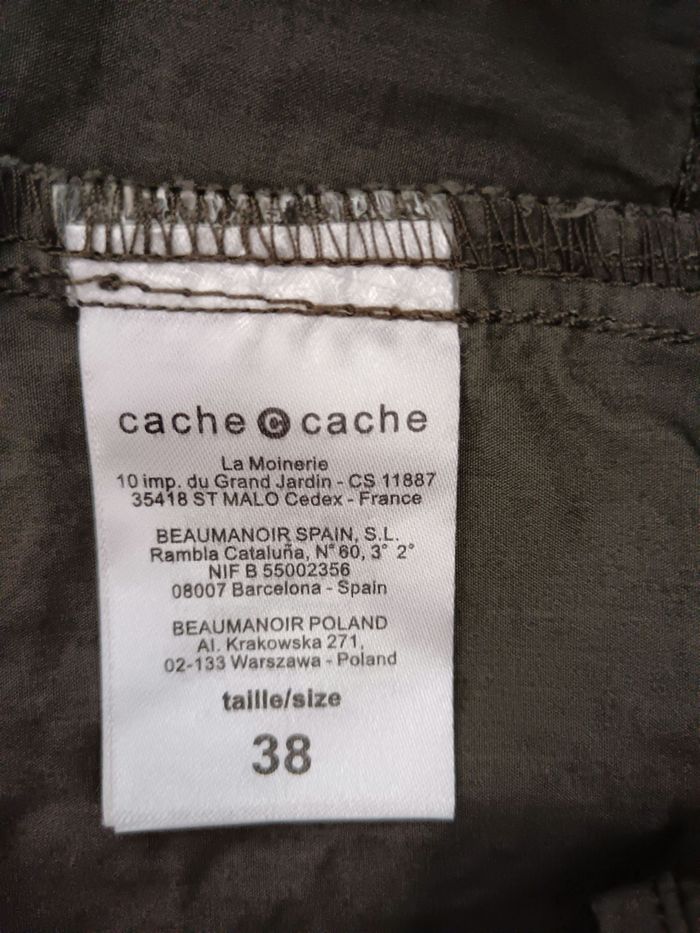 cache © cache
La Moinerie
10 imp. du Grand Jardin - CS 11887
35418 ST MALO Cedex - France
BEAUMANOIR SPAIN, S.L.
Rambla Cataluña, N° 60, 3° 2°
NIF B 55002356
08007 Barcelona - Spain
BEAUMANOIR POLAND
Al. Krakowska 271,
02-133 Warszawa - Poland
taille/size
38